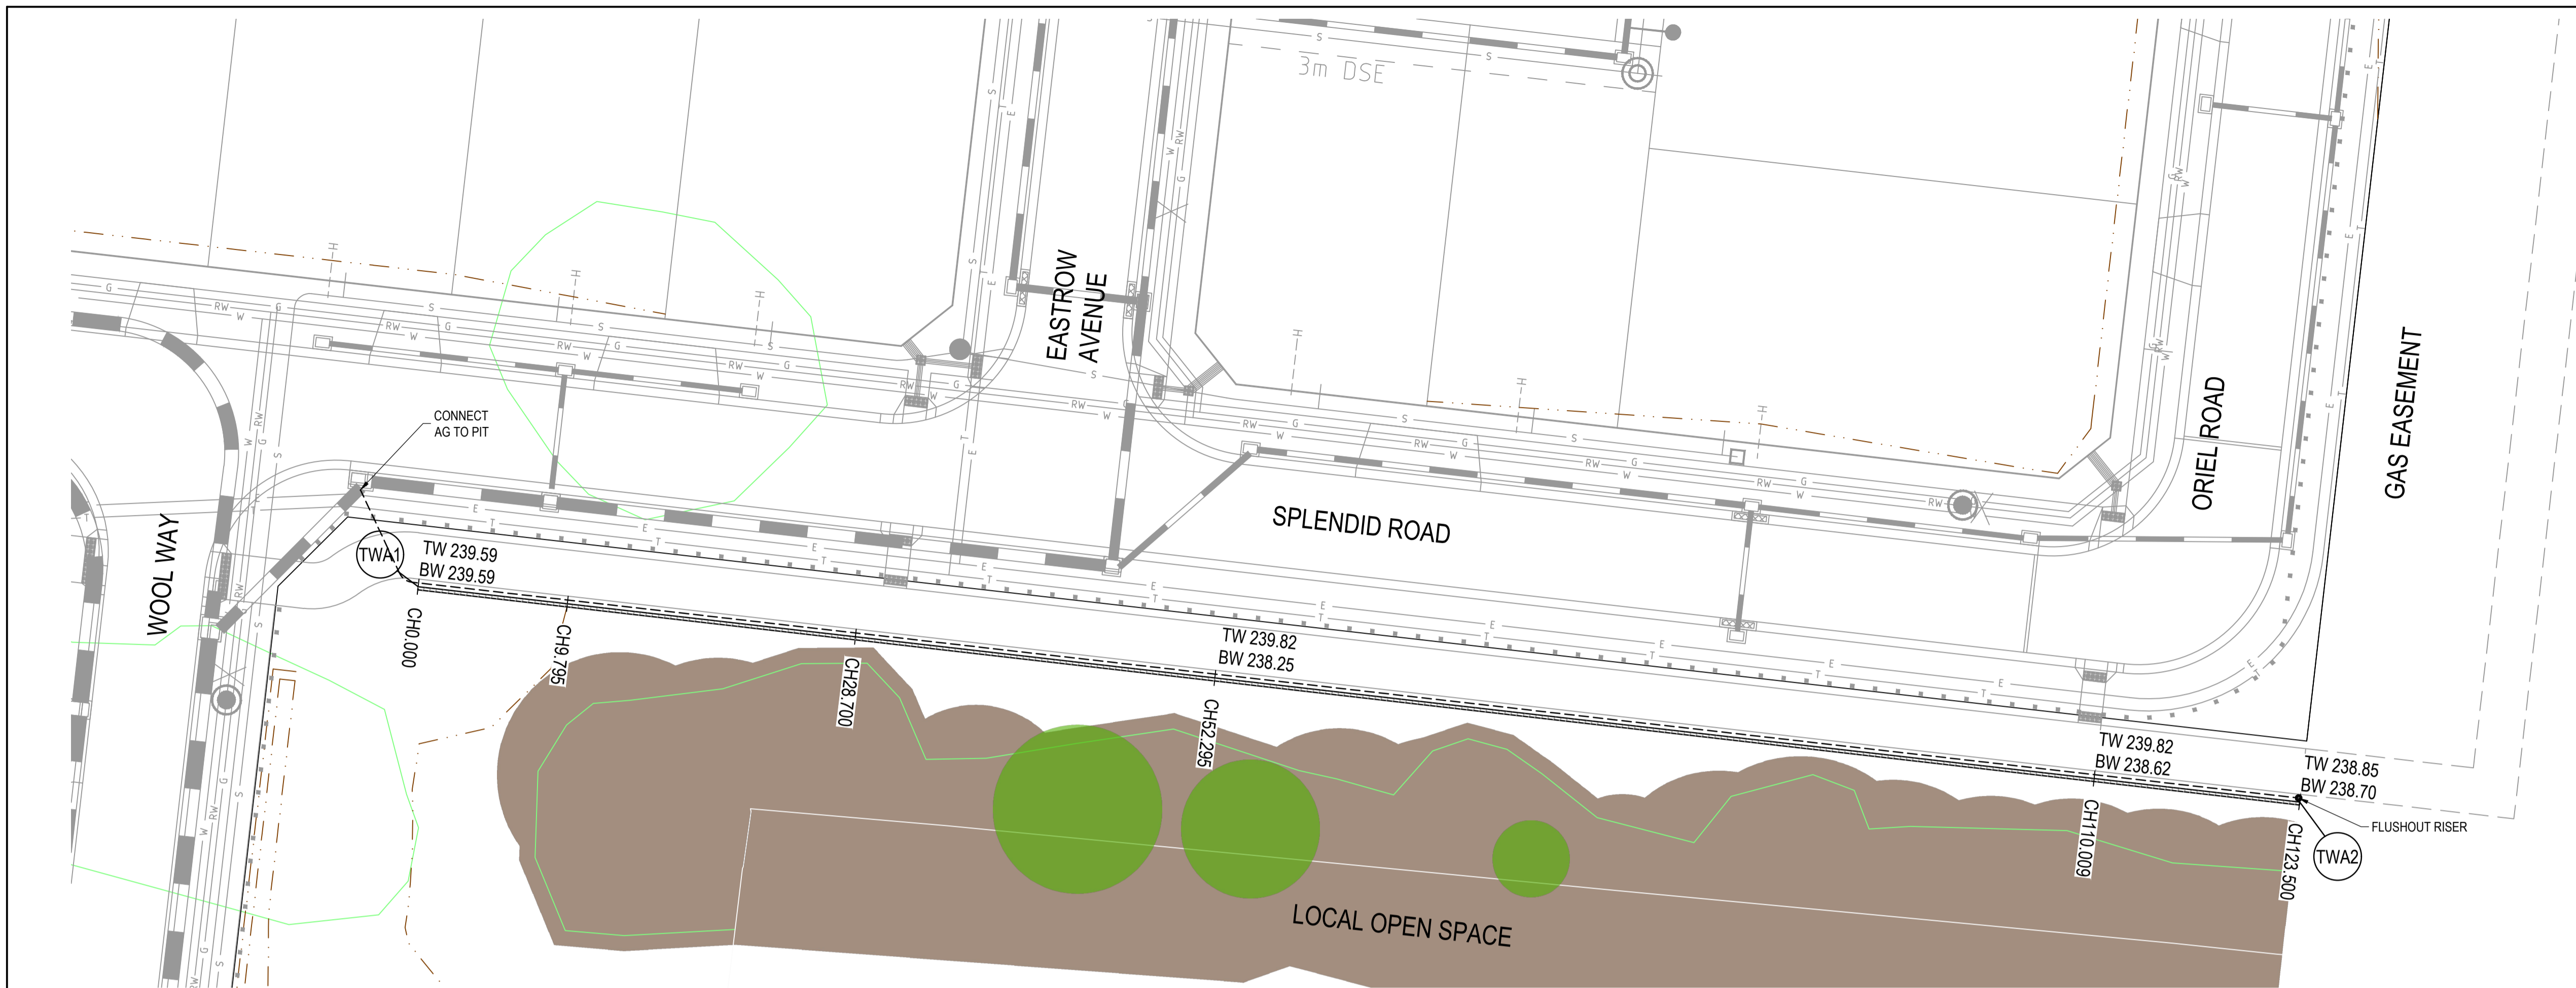 3m DSE
EASTROW
AVENUE
WOOL WAY
SPLENDID ROAD
ORIEL ROAD
GAS EASEMENT
CONNECT
AG TO PIT
TWA1
TW 239.59
BW 239.59
CH0.000
CH9.795
CH28.700
TW 239.82
BW 238.25
CH52.295
TW 239.82
BW 238.62
CH110.009
TW 238.85
BW 238.70
FLUSHOUT RISER
CH123.500
TWA2
LOCAL OPEN SPACE